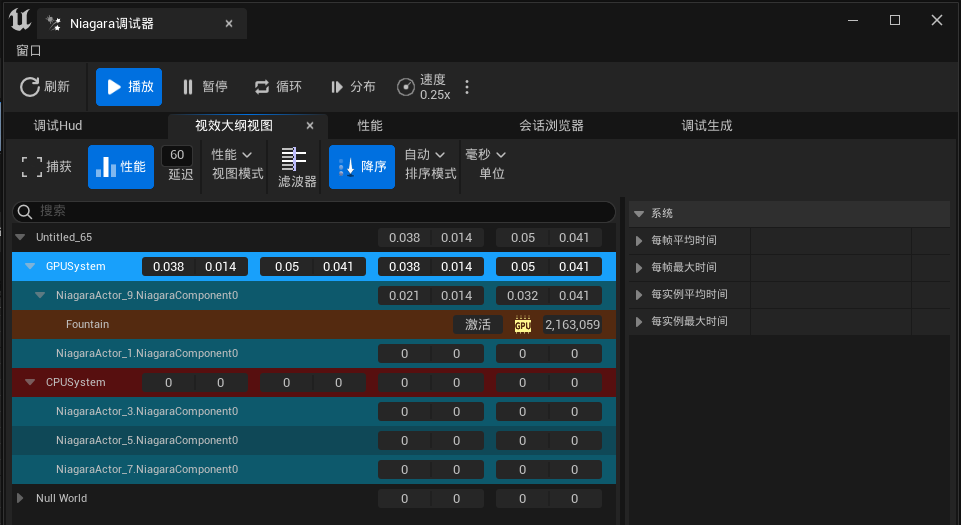 Niagara调试器
窗口
刷新 播放 暂停 循环 分布 速度 0.25x
调试Hud 视效大纲视图 性能 会话浏览器 调试生成
捕获 性能 60 延迟 性能 视图模式 滤波器 降序 自动 排序模式 毫秒 单位
搜索
Untitled_65 0.038 0.014 0.05 0.041
GPUSystem 0.038 0.014 0.05 0.041 0.038 0.014 0.05 0.041
NiagaraActor_9.NiagaraComponent0 0.021 0.014 0.032 0.041
Fountain 激活 GPU 2,163,059
NiagaraActor_1.NiagaraComponent0 0 0 0 0
CPUSystem 0 0 0 0 0 0 0 0
NiagaraActor_3.NiagaraComponent0 0 0 0 0
NiagaraActor_5.NiagaraComponent0 0 0 0 0
NiagaraActor_7.NiagaraComponent0 0 0 0 0
Null World 0 0 0 0
系统
每帧平均时间
每帧最大时间
每实例平均时间
每实例最大时间